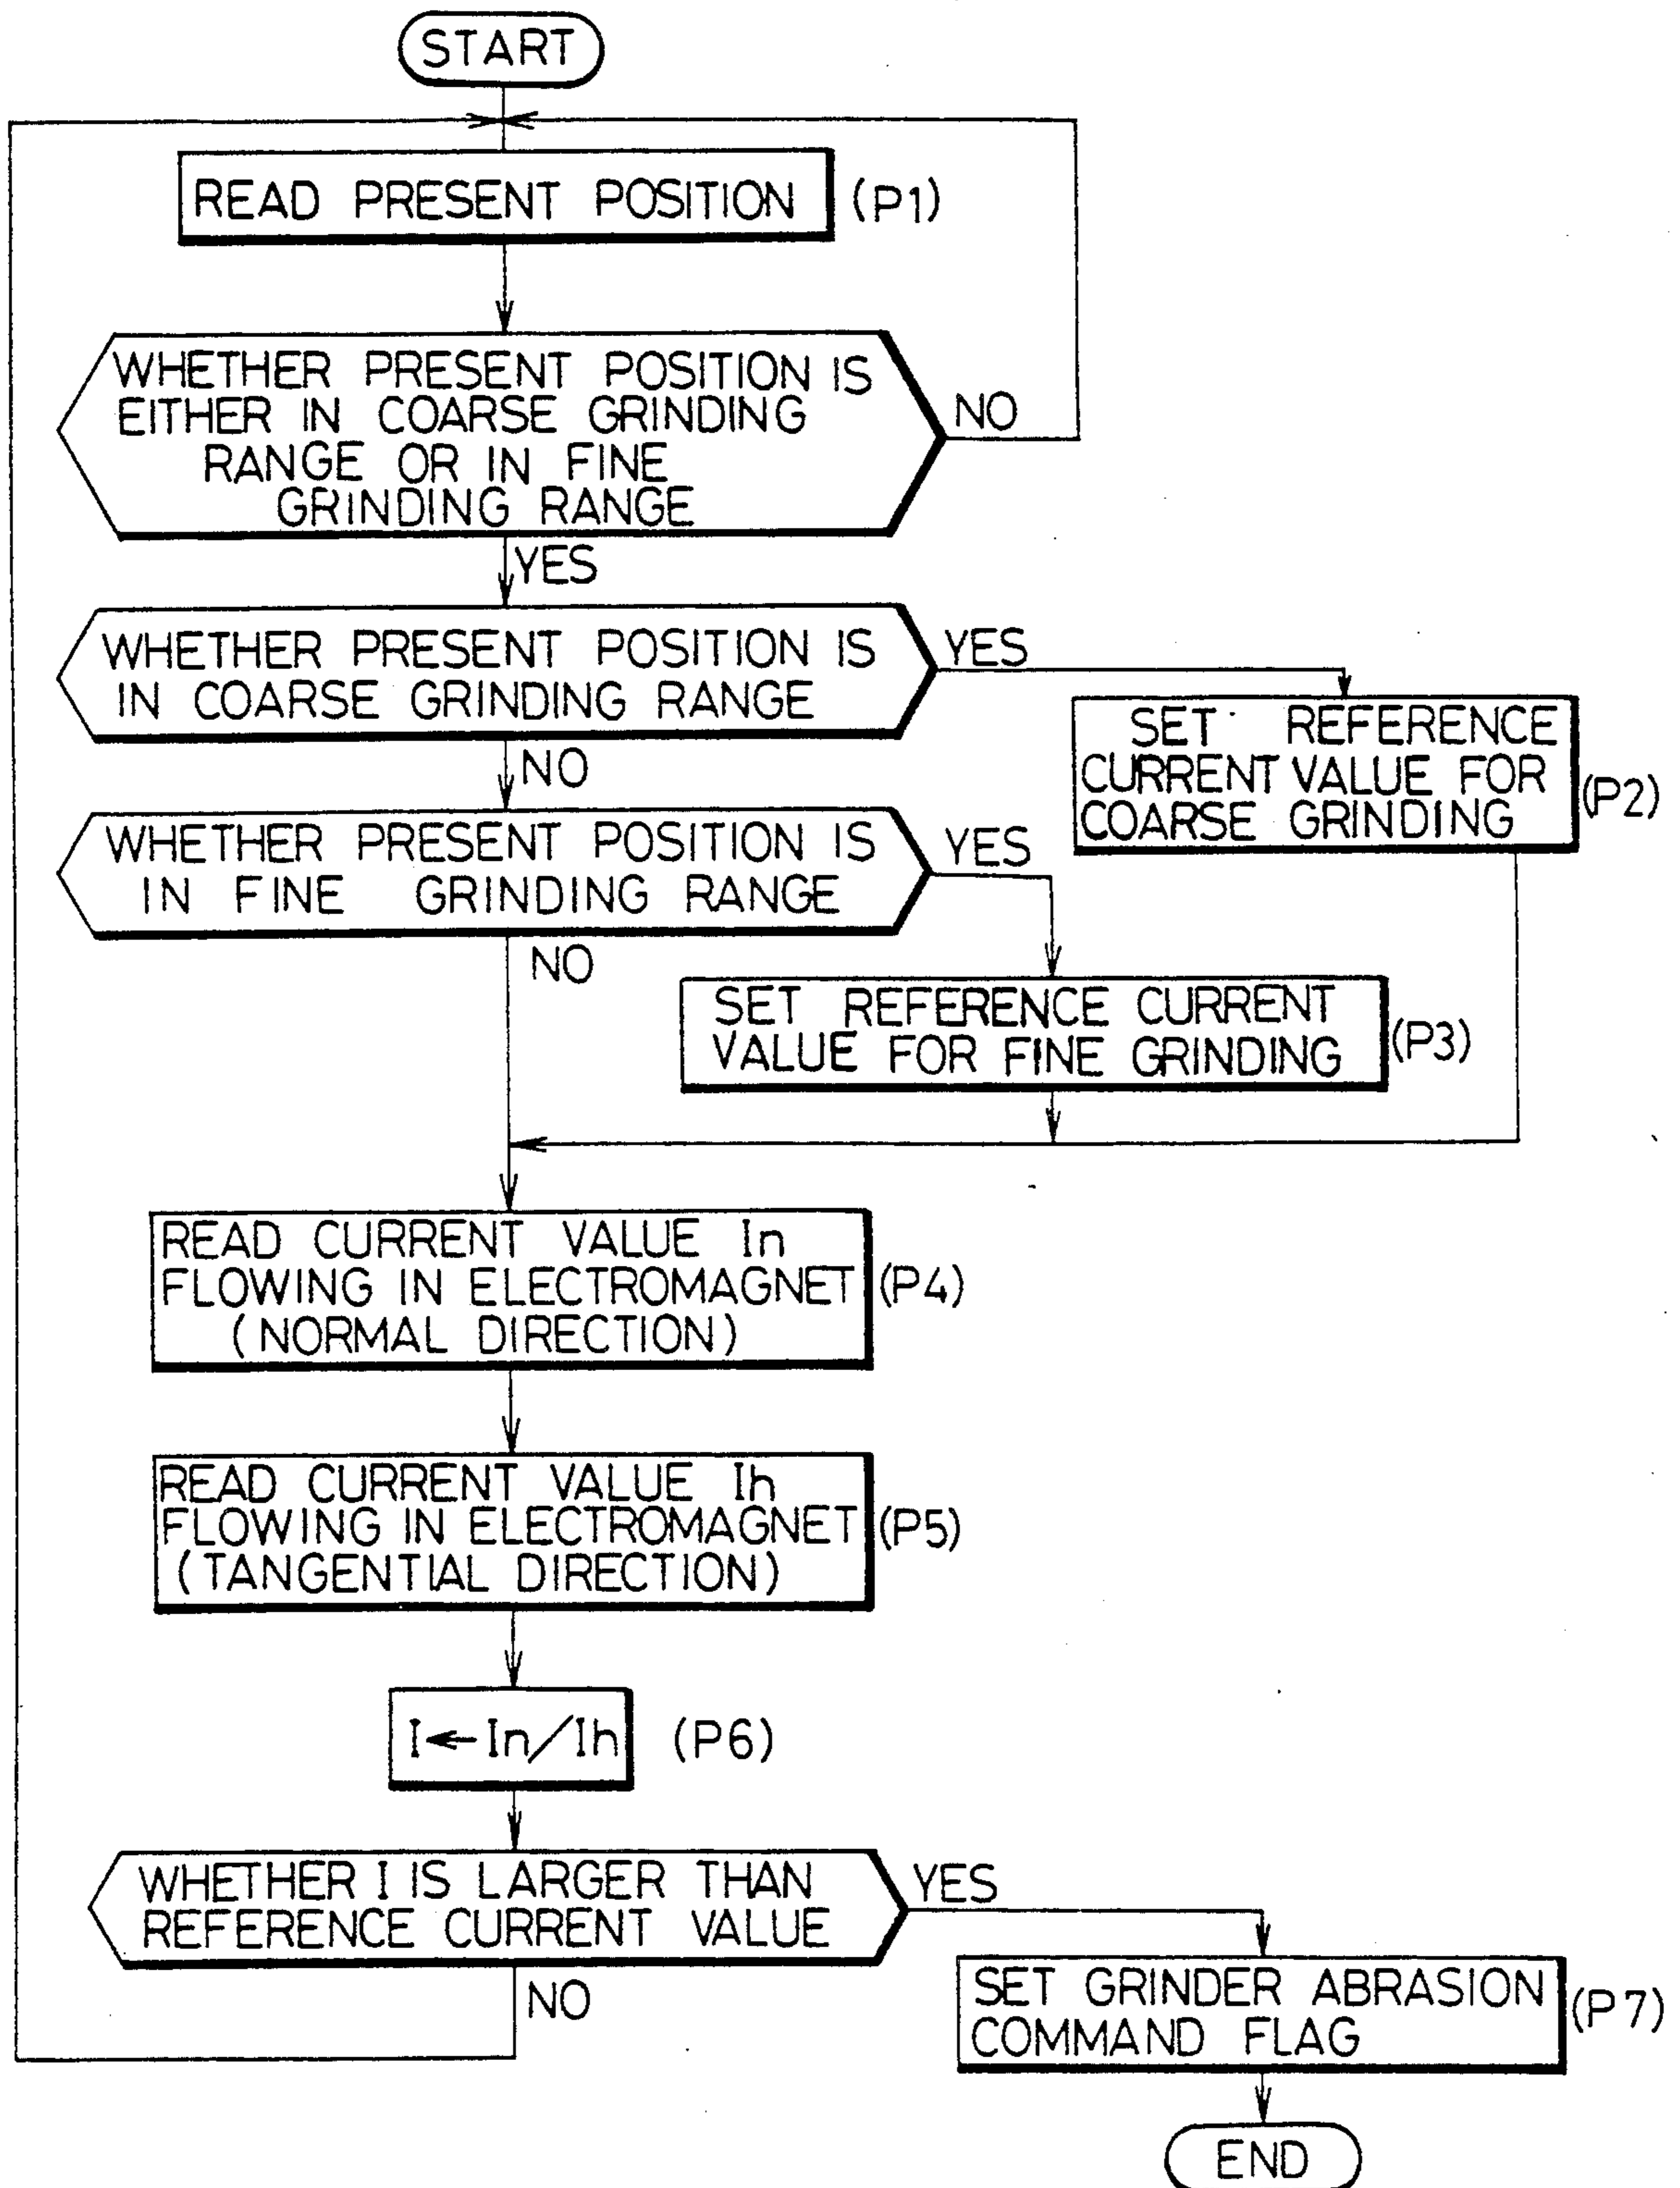 START
READ PRESENT POSITION (P1)
WHETHER PRESENT POSITION IS
EITHER IN COARSE GRINDING
RANGE OR IN FINE
GRINDING RANGE
NO
YES
WHETHER PRESENT POSITION IS
IN COARSE GRINDING RANGE
YES
NO
SET REFERENCE
CURRENT VALUE FOR
COARSE GRINDING
(P2)
WHETHER PRESENT POSITION IS
IN FINE GRINDING RANGE
YES
NO
SET REFERENCE CURRENT
VALUE FOR FINE GRINDING
(P3)
READ CURRENT VALUE In
FLOWING IN ELECTROMAGNET
(NORMAL DIRECTION)
(P4)
READ CURRENT VALUE Ih
FLOWING IN ELECTROMAGNET
(TANGENTIAL DIRECTION)
(P5)
I←In/Ih (P6)
WHETHER I IS LARGER THAN
REFERENCE CURRENT VALUE
YES
NO
SET GRINDER ABRASION
COMMAND FLAG
(P7)
END